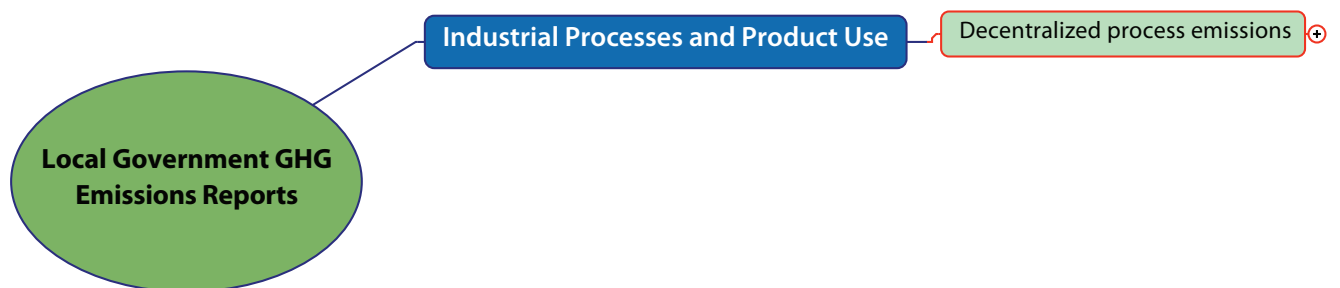 Industrial Processes and Product Use
Decentralized process emissions
Local Government GHG
Emissions Reports